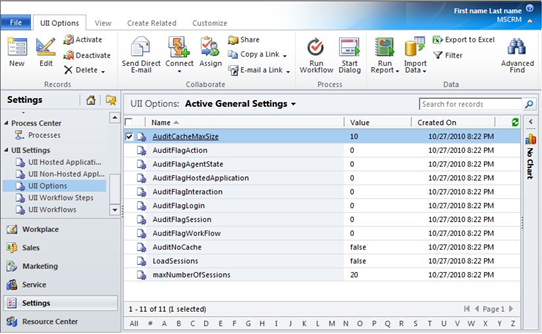 First name Last name
MSCRM
File UI Options View Create Related Customize
New
Edit
Activate
Deactivate
Delete
Records
Send Direct E-mail
Connect
Assign
Share
Copy a Link
E-mail a Link
Collaborate
Run Workflow
Start Dialog
Process
Run Report
Import Data
Export to Excel
Filter
Data
Advanced Find
Settings
Process Center
Processes
UII Settings
UII Hosted Applicatio...
UII Non-Hosted Appl...
UII Options
UII Workflow Steps
UII Workflows
Workplace
Sales
Marketing
Service
Settings
Resource Center
UII Options: Active General Settings
Search for records
Name Value Created On
AuditCacheMaxSize 10 10/27/2010 8:22 PM
AuditFlagAction 0 10/27/2010 8:22 PM
AuditFlagAgentState 0 10/27/2010 8:22 PM
AuditFlagHostedApplication 0 10/27/2010 8:22 PM
AuditFlagInteraction 0 10/27/2010 8:22 PM
AuditFlagLogin 0 10/27/2010 8:22 PM
AuditFlagSession 0 10/27/2010 8:22 PM
AuditFlagWorkFlow 0 10/27/2010 8:22 PM
AuditNoCache false 10/27/2010 8:22 PM
LoadSessions false 10/27/2010 8:22 PM
maxNumberOfSessions 20 10/27/2010 8:22 PM
No Chart
1 - 11 of 11 (1 selected)
Page 1
All # A B C D E F G H I J K L M N O P Q R S T U V W X Y Z